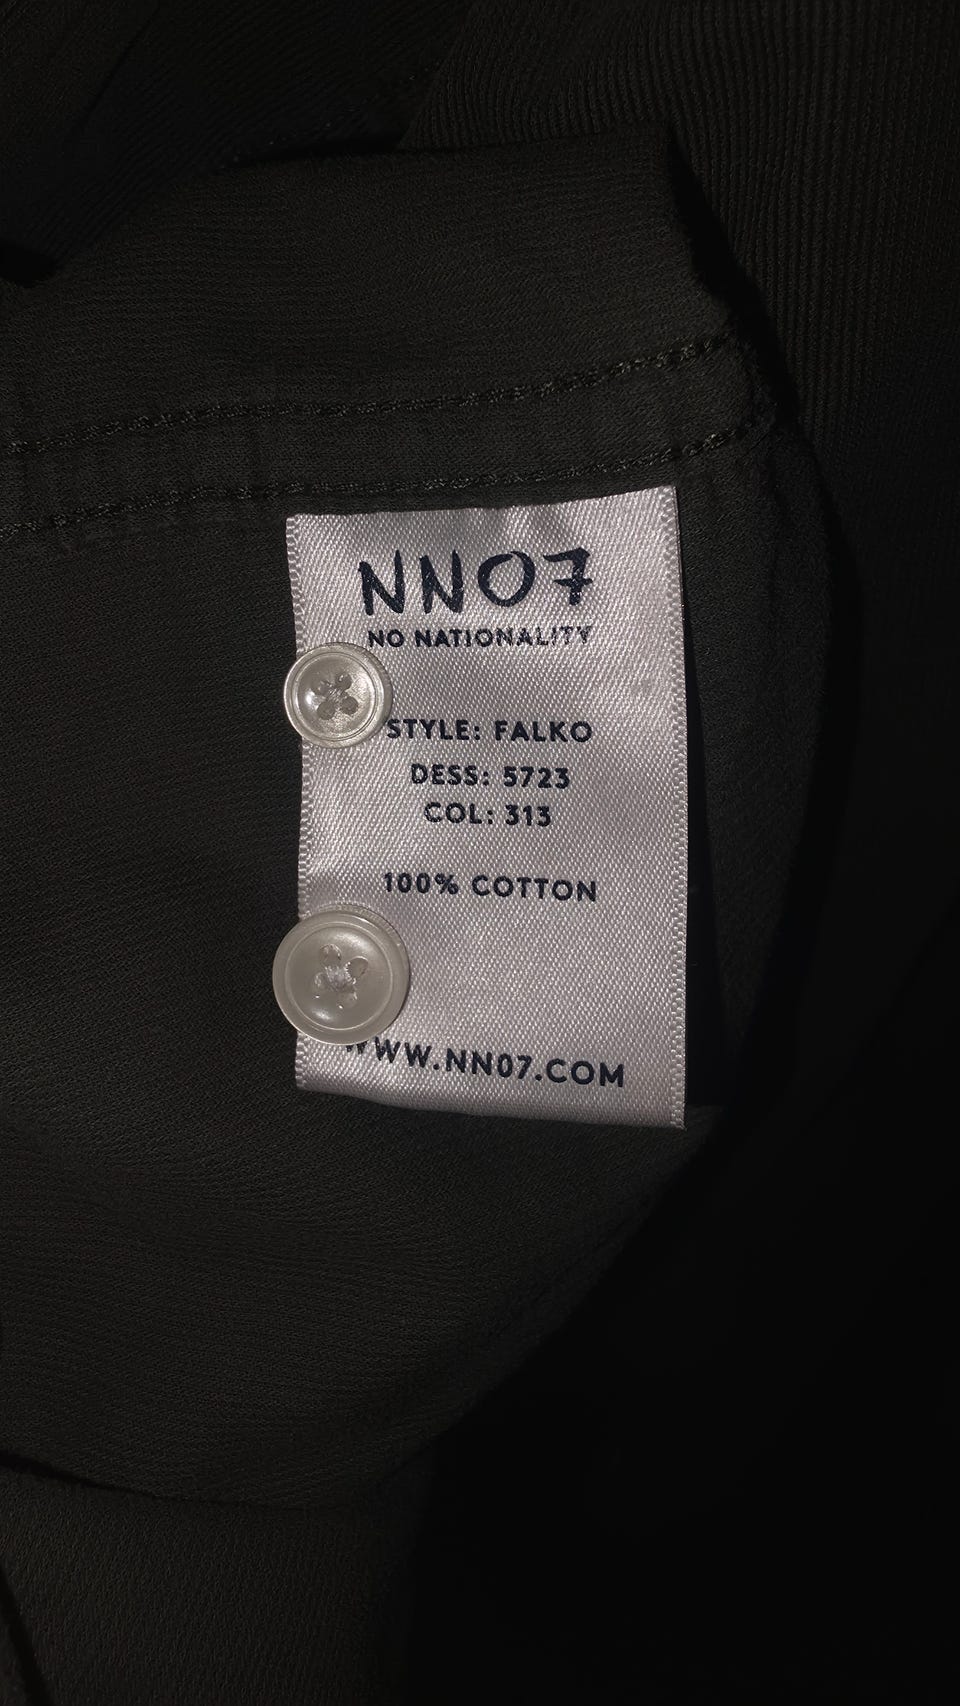 NN07
NO NATIONALITY
STYLE: FALKO
DESS: 5723
COL: 313
100% COTTON
WWW.NN07.COM